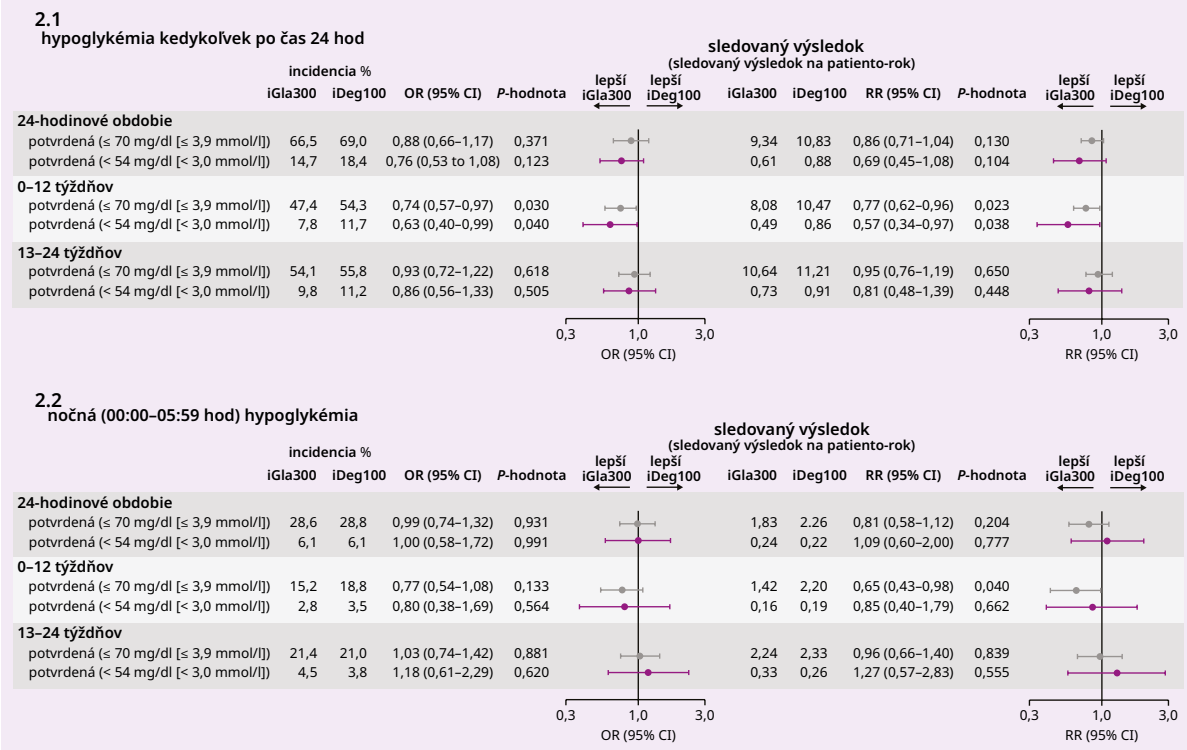 2.1
hypoglykémia kedykoľvek po čas 24 hod
sledovaný výsledok
(sledovaný výsledok na patiento-rok)
incidencia %
lepší lepší lepší lepší
iGla300 iDeg100 OR (95% CI) P-hodnota iGla300 iDeg100 iGla300 iDeg100 RR (95% CI) P-hodnota iGla300 iDeg100
24-hodinové obdobie
potvrdená (≤ 70 mg/dl [≤ 3,9 mmol/l]) 66,5 69,0 0,88 (0,66–1,17) 0,371 9,34 10,83 0,86 (0,71–1,04) 0,130
potvrdená (< 54 mg/dl [< 3,0 mmol/l]) 14,7 18,4 0,76 (0,53 to 1,08) 0,123 0,61 0,88 0,69 (0,45–1,08) 0,104
0–12 týždňov
potvrdená (≤ 70 mg/dl [≤ 3,9 mmol/l]) 47,4 54,3 0,74 (0,57–0,97) 0,030 8,08 10,47 0,77 (0,62–0,96) 0,023
potvrdená (< 54 mg/dl [< 3,0 mmol/l]) 7,8 11,7 0,63 (0,40–0,99) 0,040 0,49 0,86 0,57 (0,34–0,97) 0,038
13–24 týždňov
potvrdená (≤ 70 mg/dl [≤ 3,9 mmol/l]) 54,1 55,8 0,93 (0,72–1,22) 0,618 10,64 11,21 0,95 (0,76–1,19) 0,650
potvrdená (< 54 mg/dl [< 3,0 mmol/l]) 9,8 11,2 0,86 (0,56–1,33) 0,505 0,73 0,91 0,81 (0,48–1,39) 0,448
0,3 1,0 3,0 0,3 1,0 3,0
OR (95% CI) RR (95% CI)
2.2
nočná (00:00–05:59 hod) hypoglykémia
sledovaný výsledok
(sledovaný výsledok na patiento-rok)
incidencia %
lepší lepší lepší lepší
iGla300 iDeg100 OR (95% CI) P-hodnota iGla300 iDeg100 iGla300 iDeg100 RR (95% CI) P-hodnota iGla300 iDeg100
24-hodinové obdobie
potvrdená (≤ 70 mg/dl [≤ 3,9 mmol/l]) 28,6 28,8 0,99 (0,74–1,32) 0,931 1,83 2.26 0,81 (0,58–1,12) 0,204
potvrdená (< 54 mg/dl [< 3,0 mmol/l]) 6,1 6,1 1,00 (0,58–1,72) 0,991 0,24 0,22 1,09 (0,60–2,00) 0,777
0–12 týždňov
potvrdená (≤ 70 mg/dl [≤ 3,9 mmol/l]) 15,2 18,8 0,77 (0,54–1,08) 0,133 1,42 2,20 0,65 (0,43–0,98) 0,040
potvrdená (< 54 mg/dl [< 3,0 mmol/l]) 2,8 3,5 0,80 (0,38–1,69) 0,564 0,16 0,19 0,85 (0,40–1,79) 0,662
13–24 týždňov
potvrdená (≤ 70 mg/dl [≤ 3,9 mmol/l]) 21,4 21,0 1,03 (0,74–1,42) 0,881 2,24 2,33 0,96 (0,66–1,40) 0,839
potvrdená (< 54 mg/dl [< 3,0 mmol/l]) 4,5 3,8 1,18 (0,61–2,29) 0,620 0,33 0,26 1,27 (0,57–2,83) 0,555
0,3 1,0 3,0 0,3 1,0 3,0
OR (95% CI) RR (95% CI)